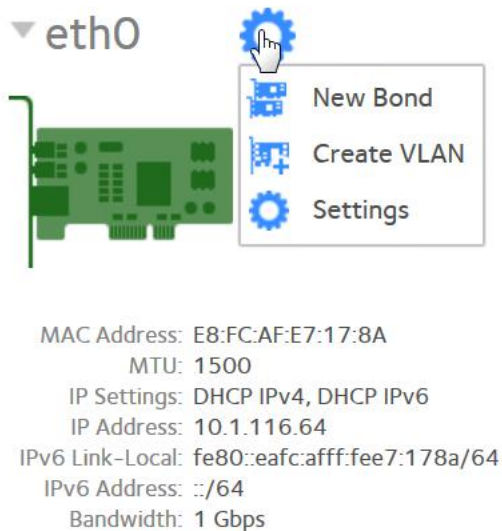 eth0
New Bond
Create VLAN
Settings
MAC Address: E8:FC:AF:E7:17:8A
MTU: 1500
IP Settings: DHCP IPv4, DHCP IPv6
IP Address: 10.1.116.64
IPv6 Link-Local: fe80::eafc:afff:fee7:178a/64
IPv6 Address: ::/64
Bandwidth: 1 Gbps